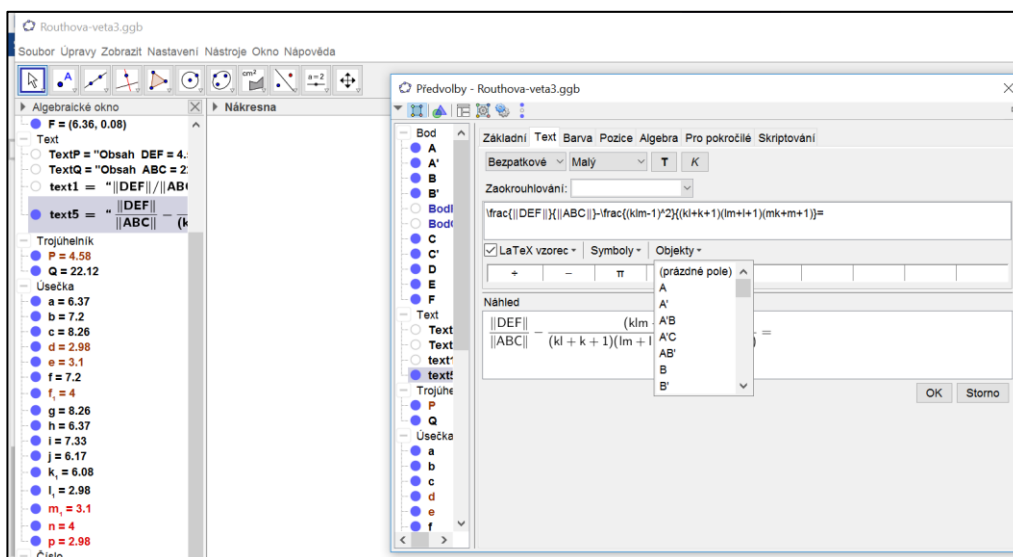 Routhova-veta3.ggb
Soubor Úpravy Zobrazit Nastavení Nástroje Okno Nápověda
A
cm²
a=2
Algebraické okno
Nákresna
F = (6.36, 0.08)
Text
TextP = "Obsah DEF = 4.
TextQ = "Obsah ABC = 2
text1 = "||DEF||/||AB
text5 = " ||DEF|| / ||ABC|| −
Trojúhelník
P = 4.58
Q = 22.12
Úsečka
a = 6.37
b = 7.2
c = 8.26
d = 2.98
e = 3.1
f = 7.2
f₁ = 4
g = 8.26
h = 6.37
i = 7.33
j = 6.17
k₁ = 6.08
l₁ = 2.98
m₁ = 3.1
n = 4
p = 2.98
Číslo
Předvolby - Routhova-veta3.ggb
Bod
A
A'
B
B'
C
C'
D
E
F
Text
Text
Text
text1
text5
Trojúhe
P
Q
Úsečka
a
b
c
d
e
f
Základní Text Barva Pozice Algebra Pro pokročilé Skriptování
Bezpatkové Malý T K
Zaokrouhlování:
\frac{||DEF||}{||ABC||}-\frac{(klm-1)^2}{(kl+k+1)(lm+l+1)(mk+m+1)}=
LaTeX vzorec Symboly Objekty
÷ − π
(prázdné pole)
A
A'
A'B
A'C
AB'
B
B'
Náhled
||DEF|| (klm
||ABC|| − (kl + k + 1)(lm + l ) =
OK Storno